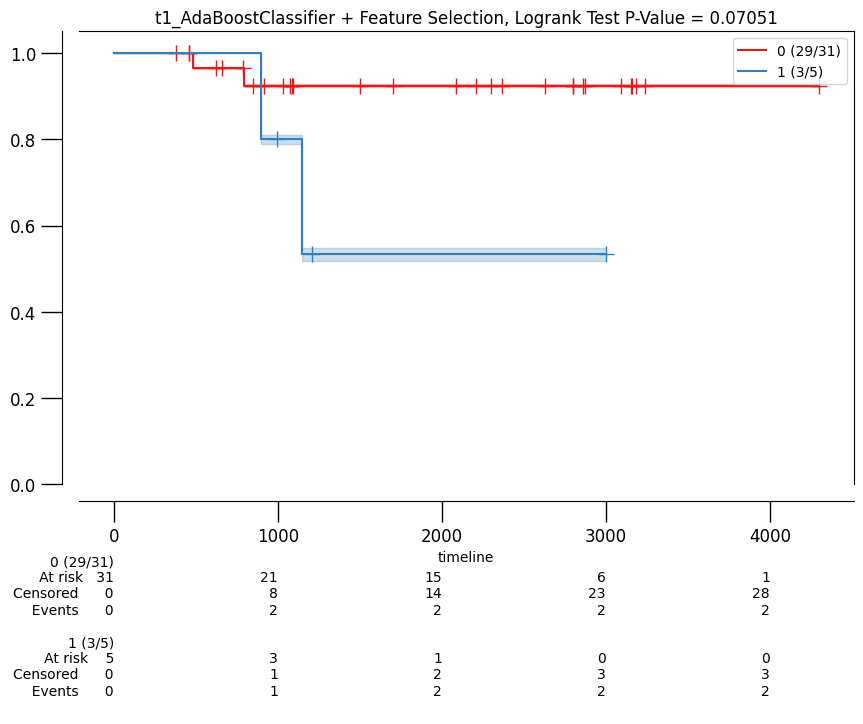 t1_AdaBoostClassifier + Feature Selection, Logrank Test P-Value = 0.07051
0 (29/31)
1 (3/5)
1.0
0.8
0.6
0.4
0.2
0.0
0 1000 2000 3000 4000
timeline
0 (29/31)
At risk 31 21 15 6 1
Censored 0 8 14 23 28
Events 0 2 2 2 2
1 (3/5)
At risk 5 3 1 0 0
Censored 0 1 2 3 3
Events 0 1 2 2 2